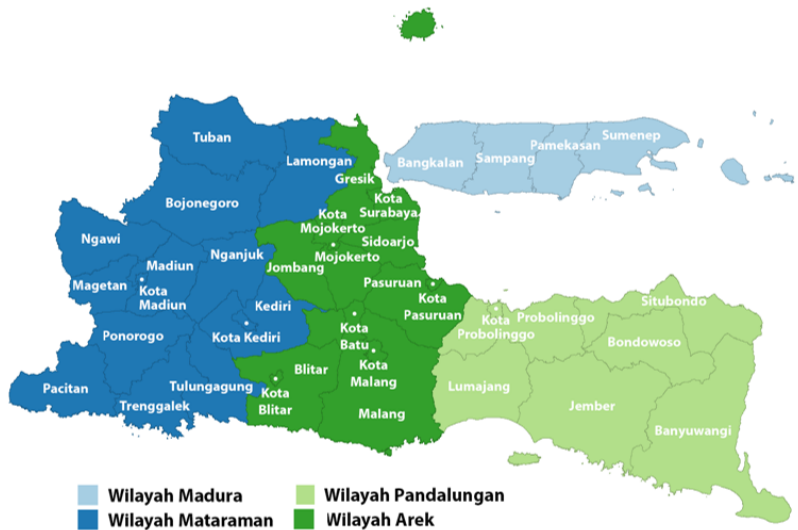 Tuban
Lamongan
Bojonegoro
Gresik
Bangkalan
Sampang
Pamekasan
Sumenep
Kota
Surabaya
Kota
Mojokerto
Sidoarjo
Mojokerto
Jombang
Ngawi
Madiun
Nganjuk
Magetan
Kota
Madiun
Kediri
Pasuruan
Kota
Pasuruan
Ponorogo
Kota Kediri
Kota
Batu
Kota
Malang
Kota
Probolinggo
Probolinggo
Situbondo
Bondowoso
Pacitan
Trenggalek
Tulungagung
Blitar
Kota
Blitar
Malang
Lumajang
Jember
Banyuwangi
Wilayah Madura
Wilayah Pandalungan
Wilayah Mataraman
Wilayah Arek